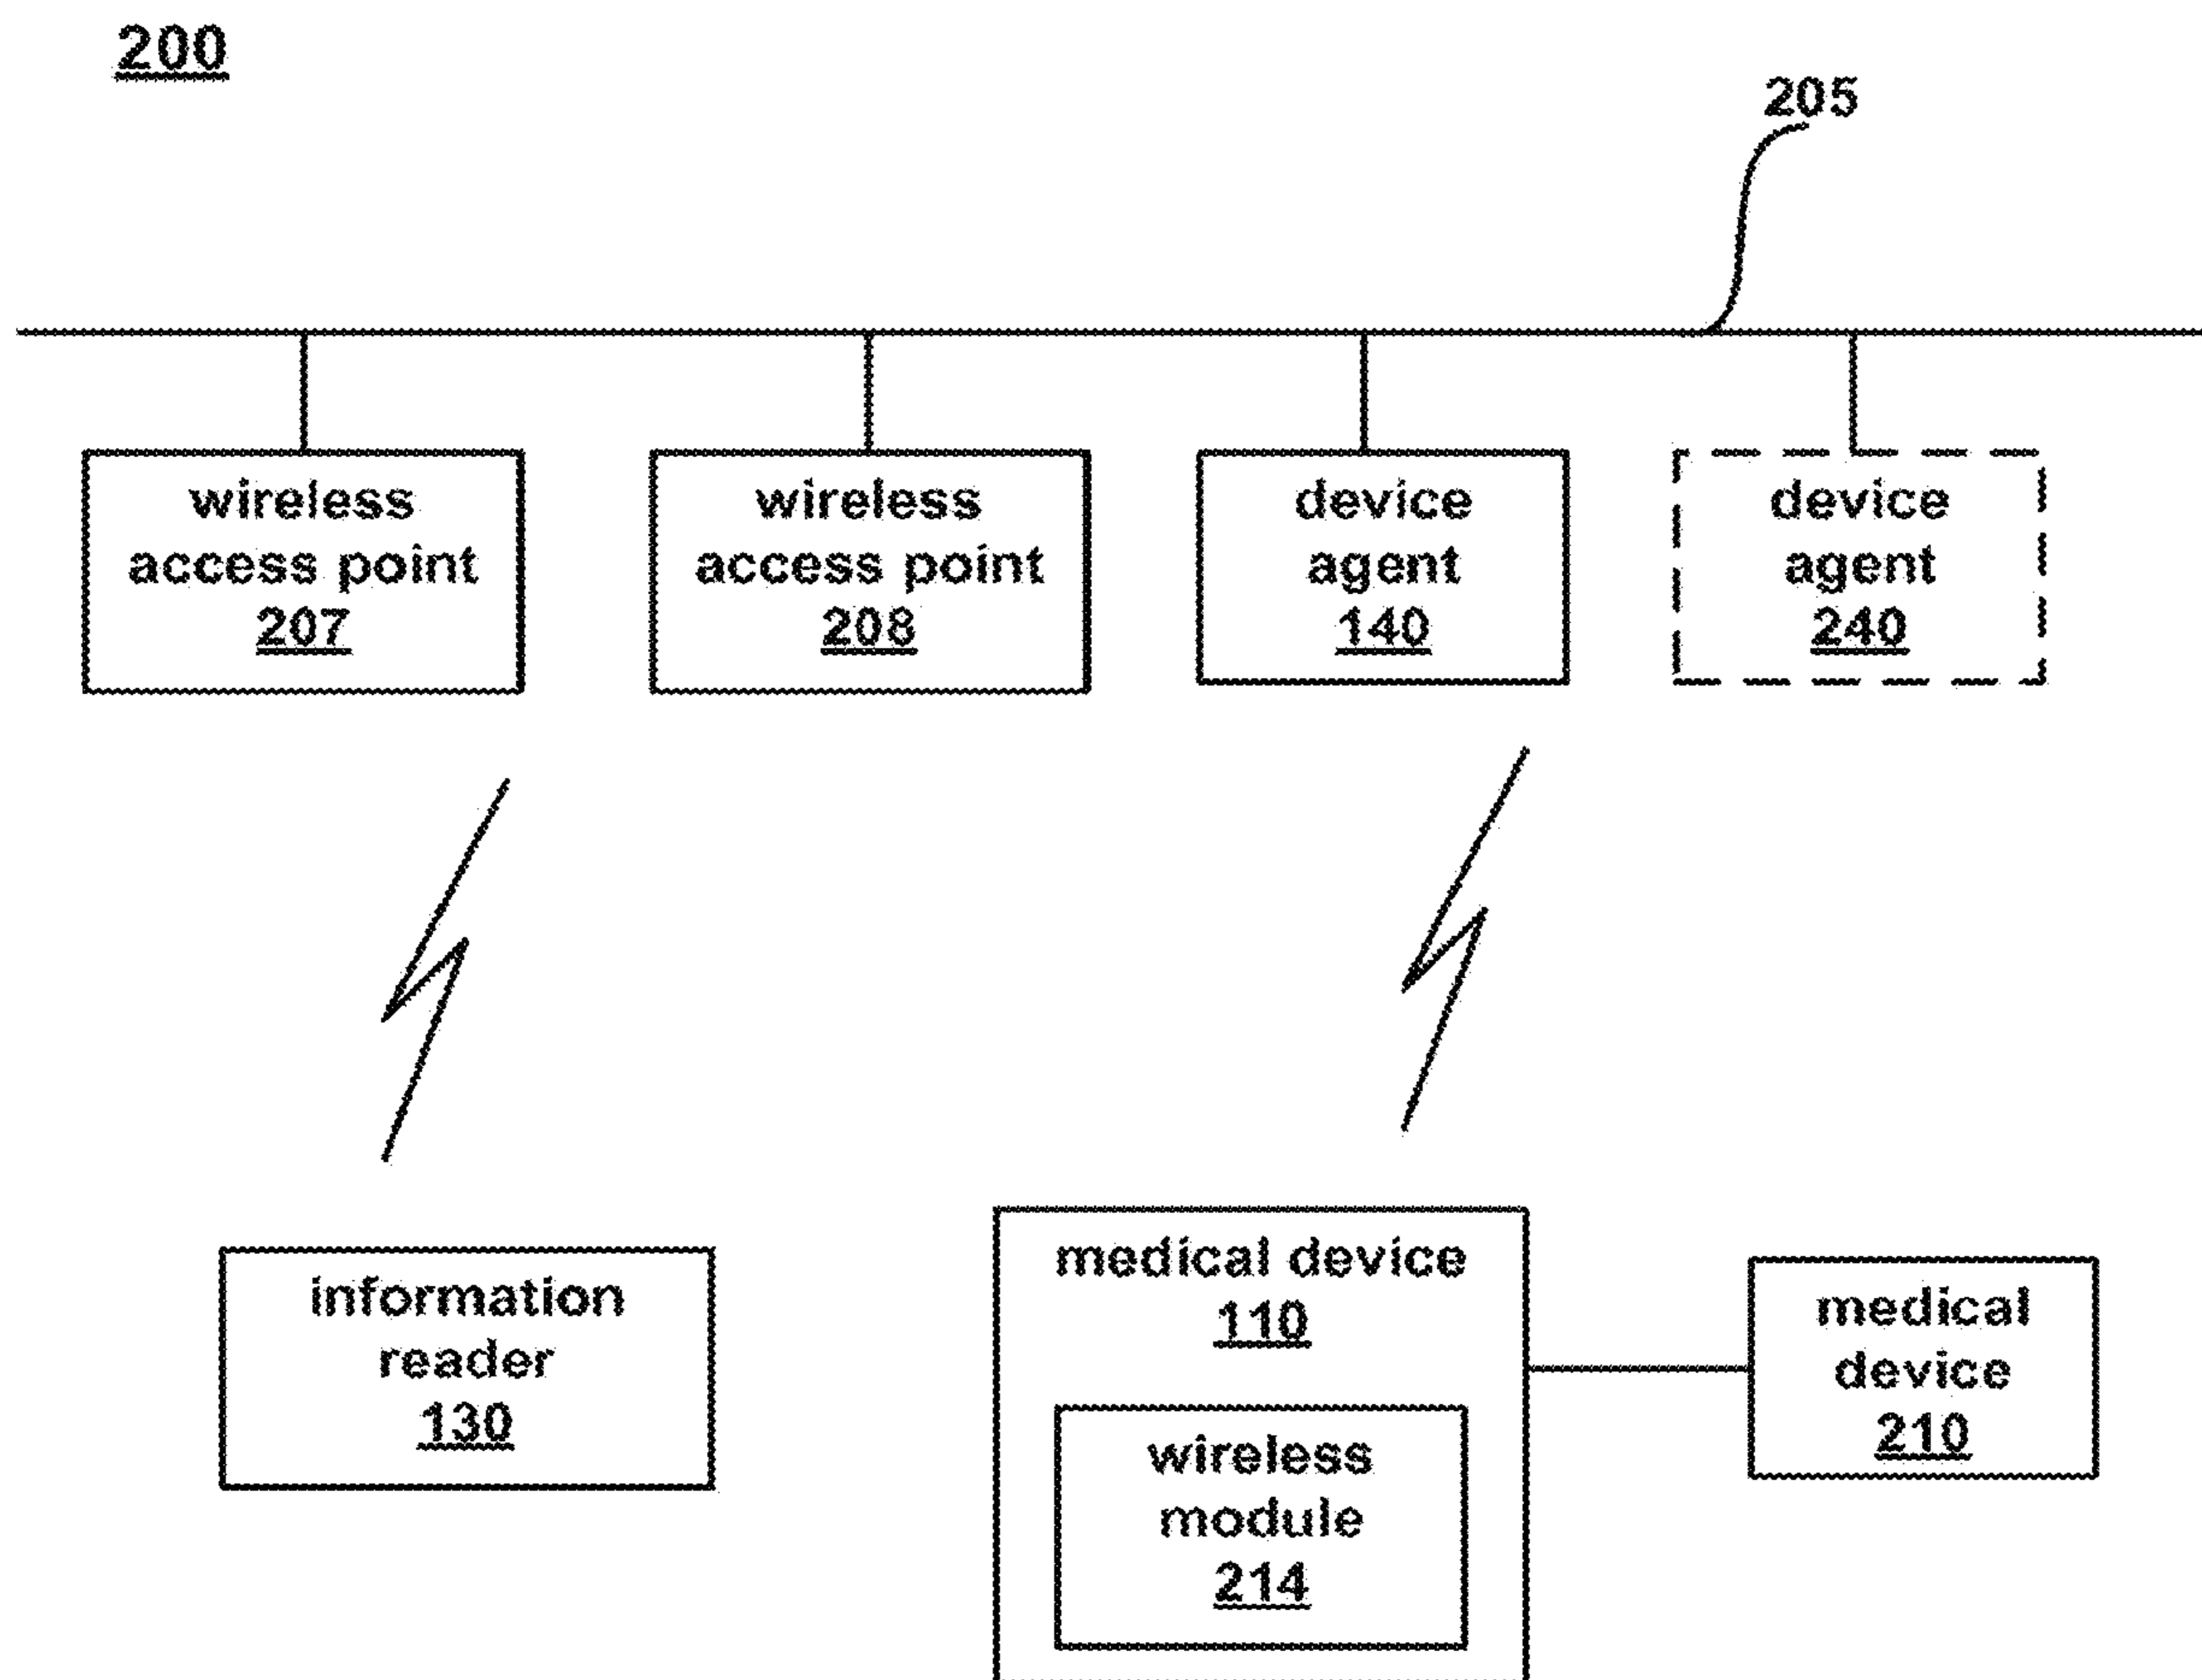 200
205
wireless
access point
207
wireless
access point
208
device
agent
140
device
agent
240
information
reader
130
medical device
110
wireless
module
214
medical
device
210